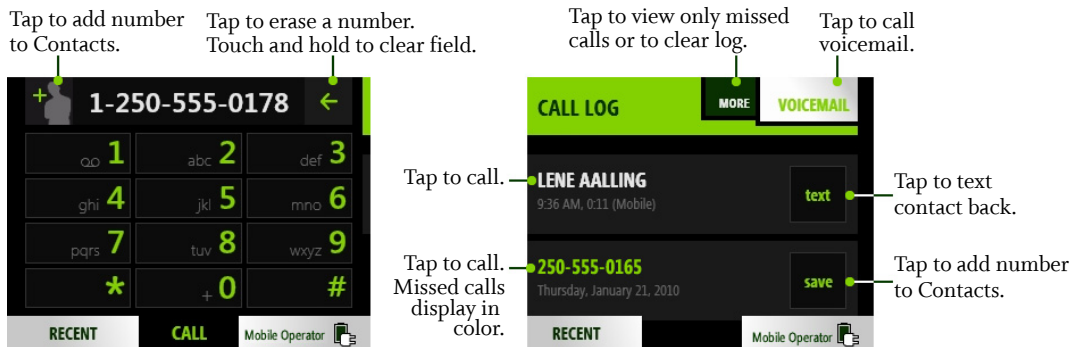 Tap to add number
to Contacts.
Tap to erase a number.
Touch and hold to clear field.
+
1-250-555-0178
1
abc 2
def 3
ghi 4
jkl 5
mno 6
pqrs 7
tuv 8
wxyz 9
*
+ 0
#
RECENT
CALL
Mobile Operator
Tap to view only missed
calls or to clear log.
Tap to call
voicemail.
CALL LOG
MORE
VOICEMAIL
Tap to call.
LENE AALLING
9:36 AM, 0:11 (Mobile)
text
Tap to text
contact back.
Tap to call.
Missed calls
display in
color.
250-555-0165
Thursday, January 21, 2010
save
Tap to add number
to Contacts.
RECENT
Mobile Operator